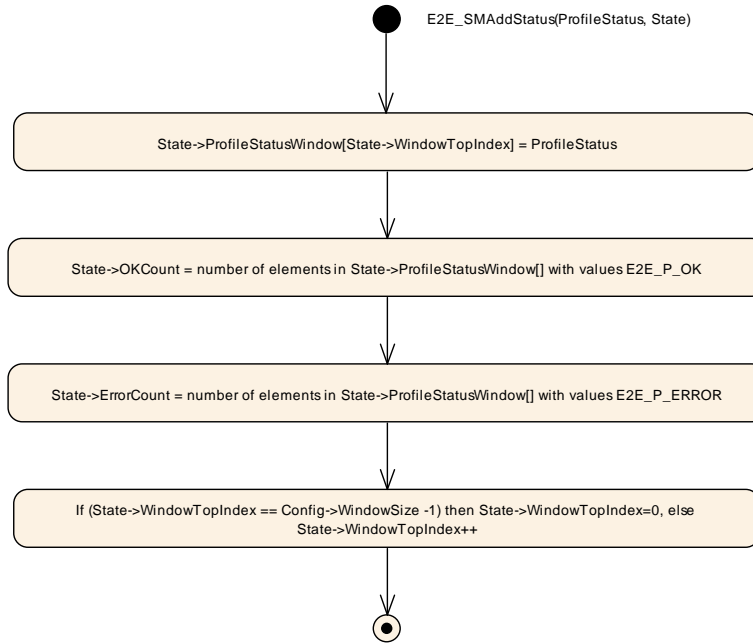 E2E_SMAddStatus(ProfileStatus, State)
State->ProfileStatusWindow[State->WindowTopIndex] = ProfileStatus
State->OKCount = number of elements in State->ProfileStatusWindow[] with values E2E_P_OK
State->ErrorCount = number of elements in State->ProfileStatusWindow[] with values E2E_P_ERROR
If (State->WindowTopIndex == Config->WindowSize -1) then State->WindowTopIndex=0, else
State->WindowTopIndex++